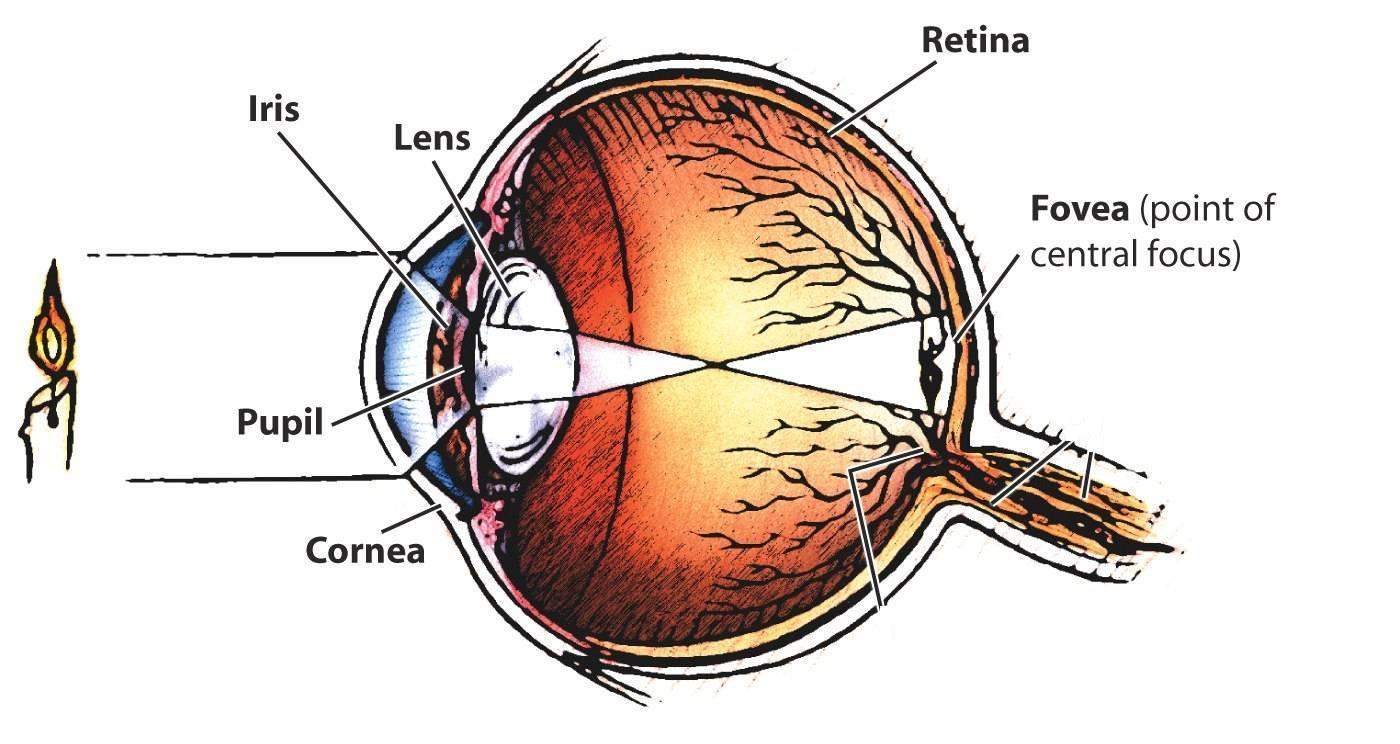 Retina
Iris
Lens
Fovea (point of
central focus)
Pupil
Cornea